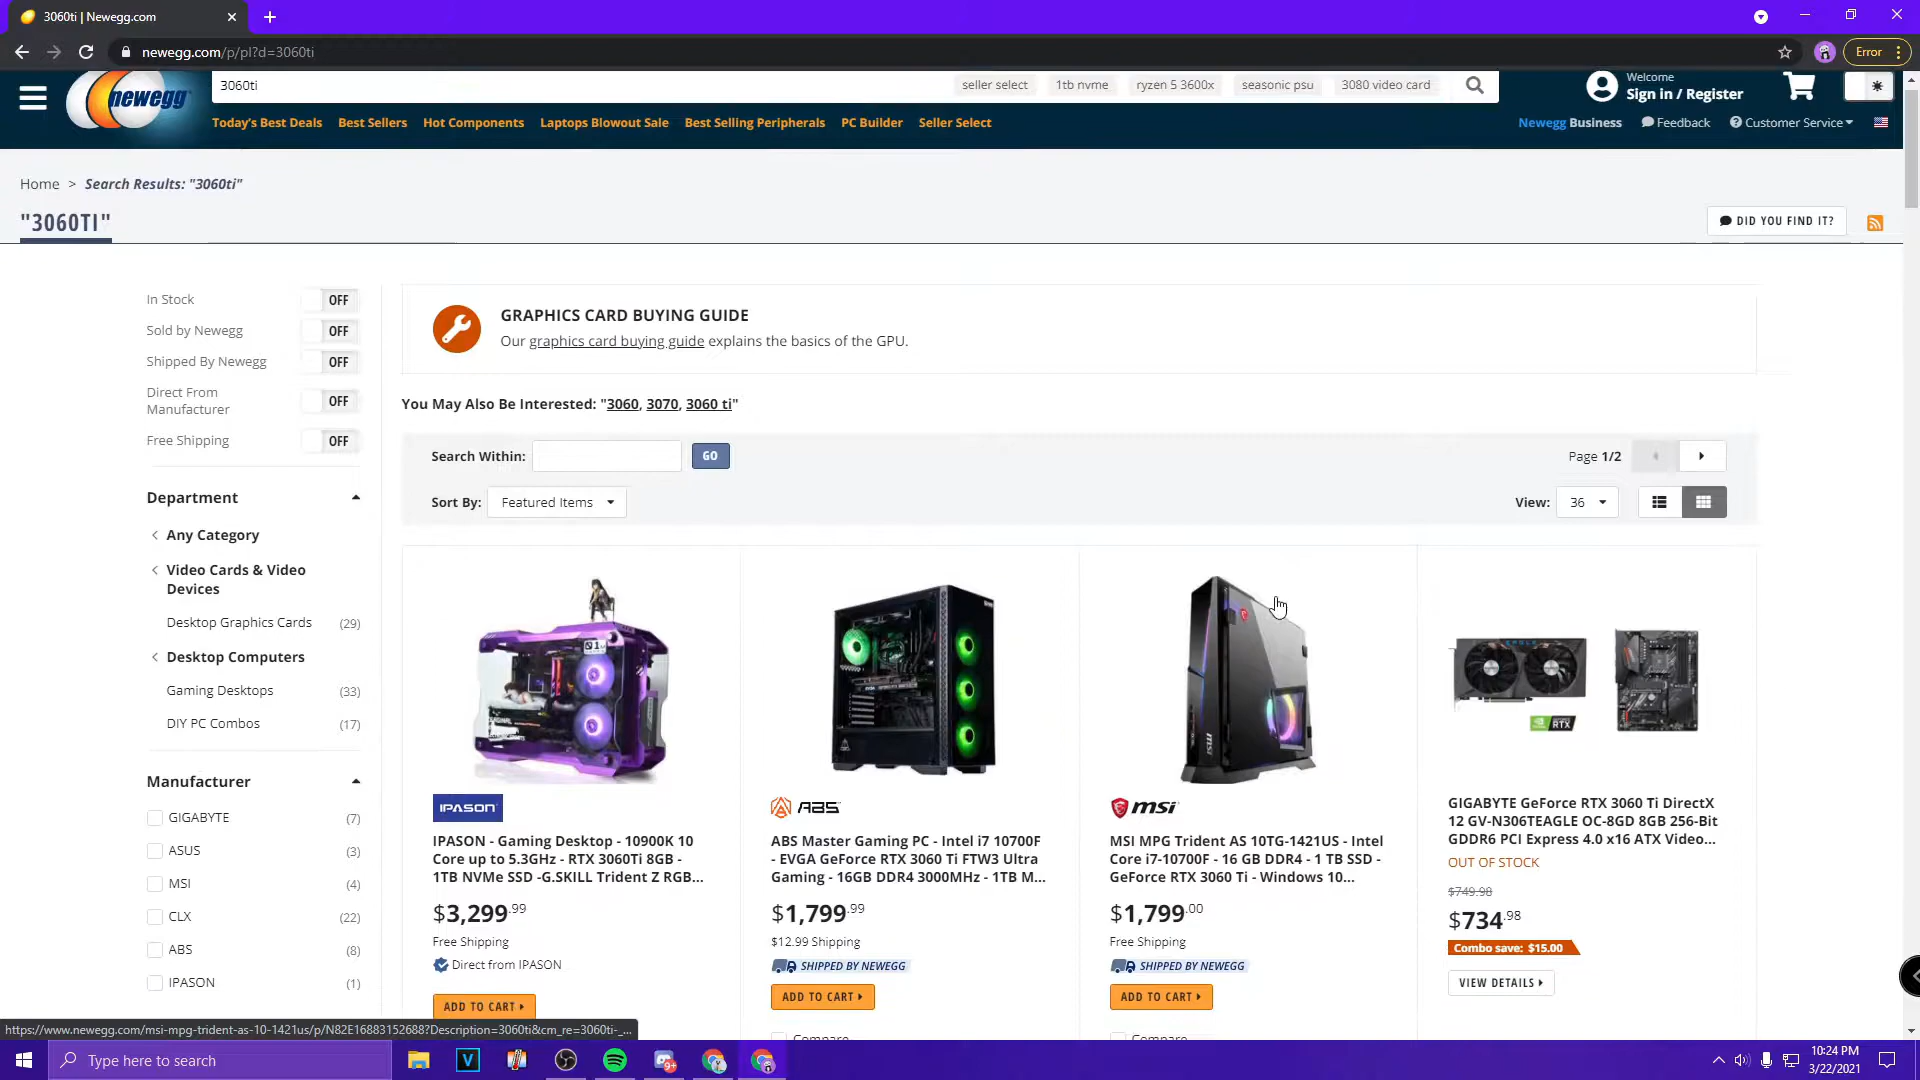 3060ti | Newegg.com
newegg.com/p/pl?d=3060ti
Error
newegg
3060ti
seller select
1tb nvme
ryzen 5 3600x
seasonic psu
3080 video card
Welcome
Sign in / Register
Today's Best Deals
Best Sellers
Hot Components
Laptops Blowout Sale
Best Selling Peripherals
PC Builder
Seller Select
Newegg Business
Feedback
Customer Service
Home > Search Results: "3060ti"
"3060TI"
DID YOU FIND IT?
In Stock OFF
Sold by Newegg OFF
Shipped By Newegg OFF
Direct From
Manufacturer OFF
Free Shipping OFF
Department
Any Category
Video Cards & Video
Devices
Desktop Graphics Cards (29)
Desktop Computers
Gaming Desktops (33)
DIY PC Combos (17)
Manufacturer
GIGABYTE (7)
ASUS (3)
MSI (4)
CLX (22)
ABS (8)
IPASON (1)
GRAPHICS CARD BUYING GUIDE
Our graphics card buying guide explains the basics of the GPU.
You May Also Be Interested: "3060, 3070, 3060 ti"
Search Within: GO
Page 1/2
Sort By: Featured Items
View: 36
IPASON
IPASON - Gaming Desktop - 10900K 10
Core up to 5.3GHz - RTX 3060Ti 8GB -
1TB NVMe SSD -G.SKILL Trident Z RGB...
$3,299.99
Free Shipping
Direct from IPASON
ADD TO CART
ABS
ABS Master Gaming PC - Intel i7 10700F
- EVGA GeForce RTX 3060 Ti FTW3 Ultra
Gaming - 16GB DDR4 3000MHz - 1TB M...
$1,799.99
$12.99 Shipping
SHIPPED BY NEWEGG
ADD TO CART
Compare
msi
MSI MPG Trident AS 10TG-1421US - Intel
Core i7-10700F - 16 GB DDR4 - 1 TB SSD -
GeForce RTX 3060 Ti - Windows 10...
$1,799.00
Free Shipping
SHIPPED BY NEWEGG
ADD TO CART
Compare
GIGABYTE GeForce RTX 3060 Ti DirectX
12 GV-N306TEAGLE OC-8GD 8GB 256-Bit
GDDR6 PCI Express 4.0 x16 ATX Video...
OUT OF STOCK
$749.98
$734.98
Combo save: $15.00
VIEW DETAILS
https://www.newegg.com/msi-mpg-trident-as-10-1421us/p/N82E16883152688?Description=3060ti&cm_re=3060ti-_...
Type here to search
9+
10:24 PM
3/22/2021